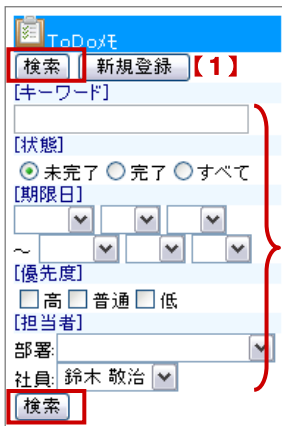 ToDoメモ
検索 新規登録 【1】
[キーワード]
[状態]
未完了 完了 すべて
[期限日]
～
[優先度]
高 普通 低
[担当者]
部署:
社員: 鈴木 敬治
検索